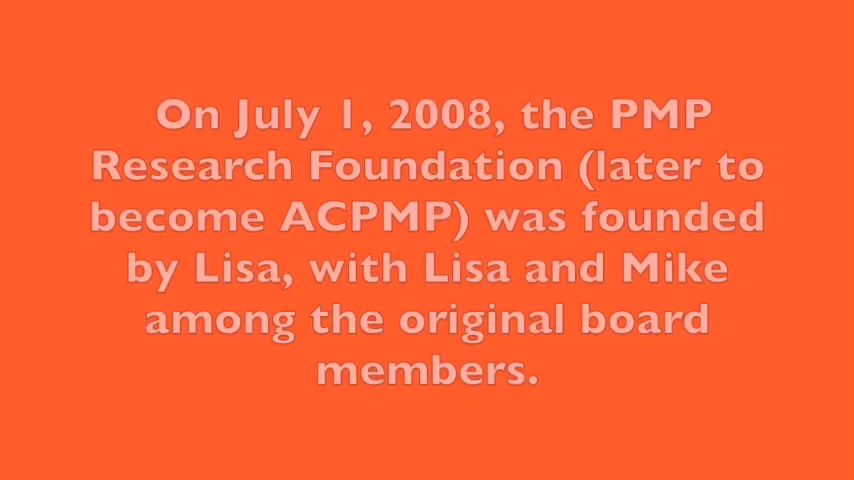 On July 1, 2008, the PMP
Research Foundation (later to
become ACPMP) was founded
by Lisa, with Lisa and Mike
among the original board
members.